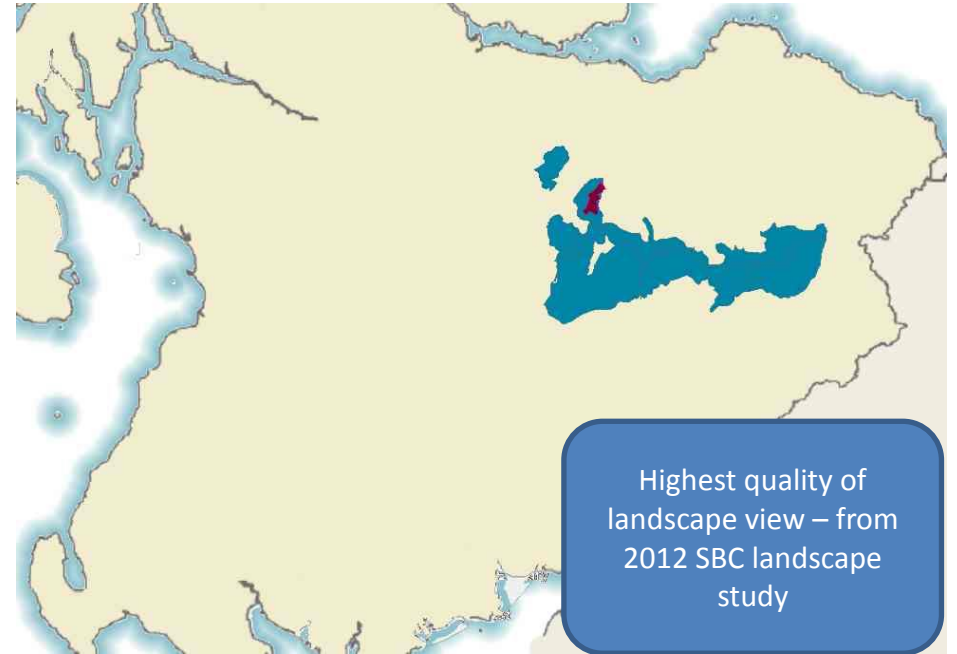 Highest quality of
landscape view – from
2012 SBC landscape
study